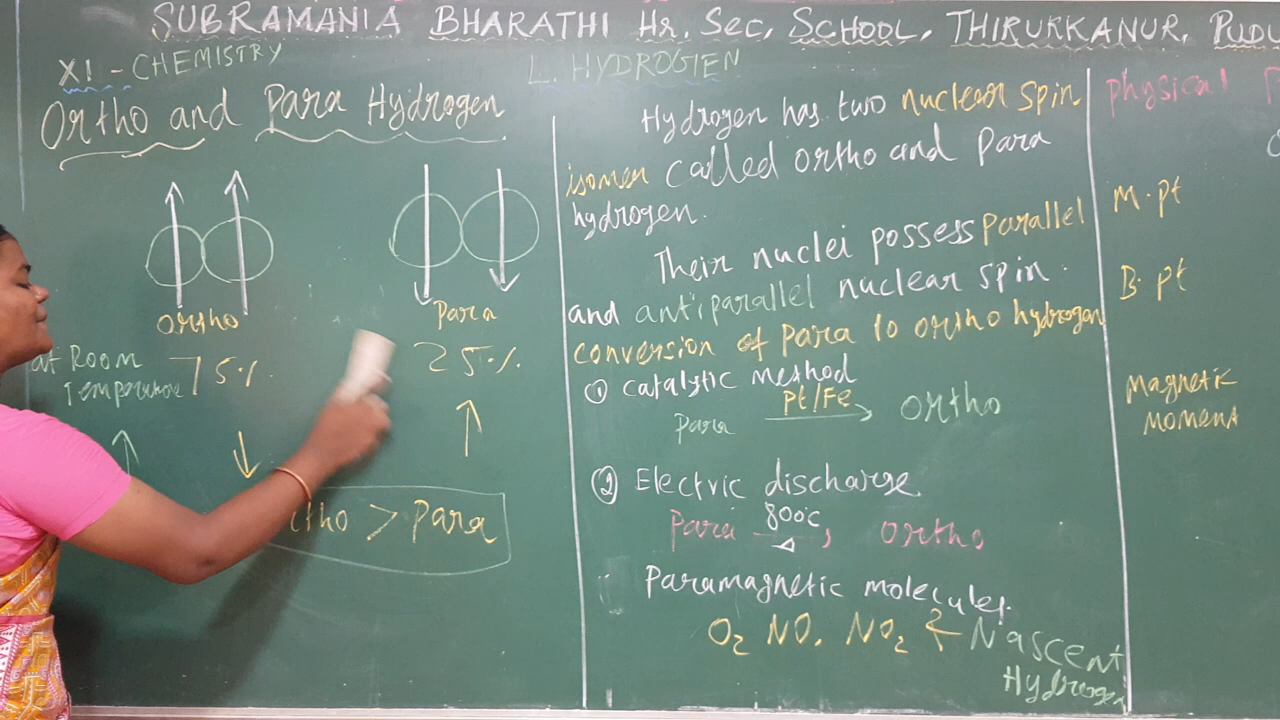 SUBRAMANIA BHARATHI Hr. Sec. SCHOOL, THIRUKKANUR, PUDU
XI - CHEMISTRY
L. HYDROGEN
Ortho and Para Hydrogen
Ortho
Para
at Room
Temperature 75%
25%
tho > Para
Hydrogen has two nuclear spin
isomer called ortho and Para
hydrogen.
Their nuclei possess parallel
and antiparallel nuclear spin.
conversion of Para to ortho hydrogen
① catalytic method
Pt/Fe
Para → ortho
② Electric discharge.
800°C
Para → ortho
Δ
Paramagnetic molecules.
O2 NO, NO2 ← Nascent
Hydrogen
Physical
M.pt
B.pt
Magnetic
Moment